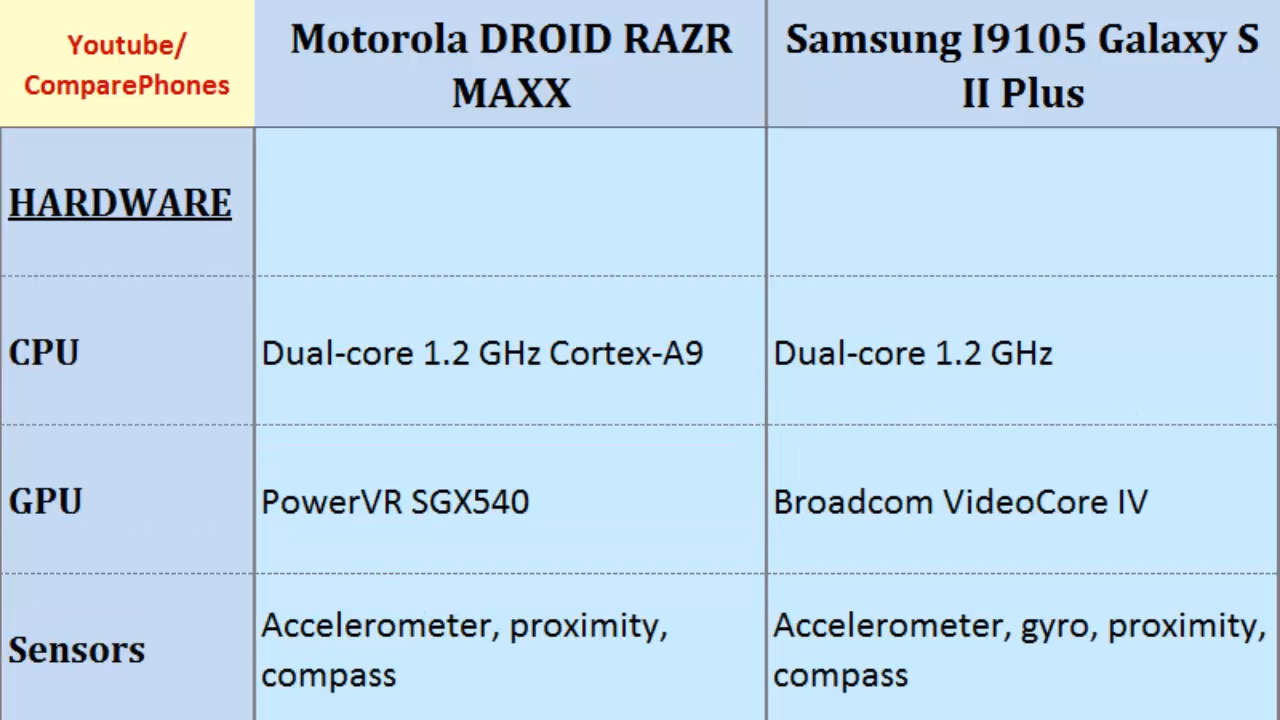 Youtube/
ComparePhones
Motorola DROID RAZR
MAXX
Samsung I9105 Galaxy S
II Plus
HARDWARE
CPU
Dual-core 1.2 GHz Cortex-A9
Dual-core 1.2 GHz
GPU
PowerVR SGX540
Broadcom VideoCore IV
Sensors
Accelerometer, proximity,
compass
Accelerometer, gyro, proximity,
compass